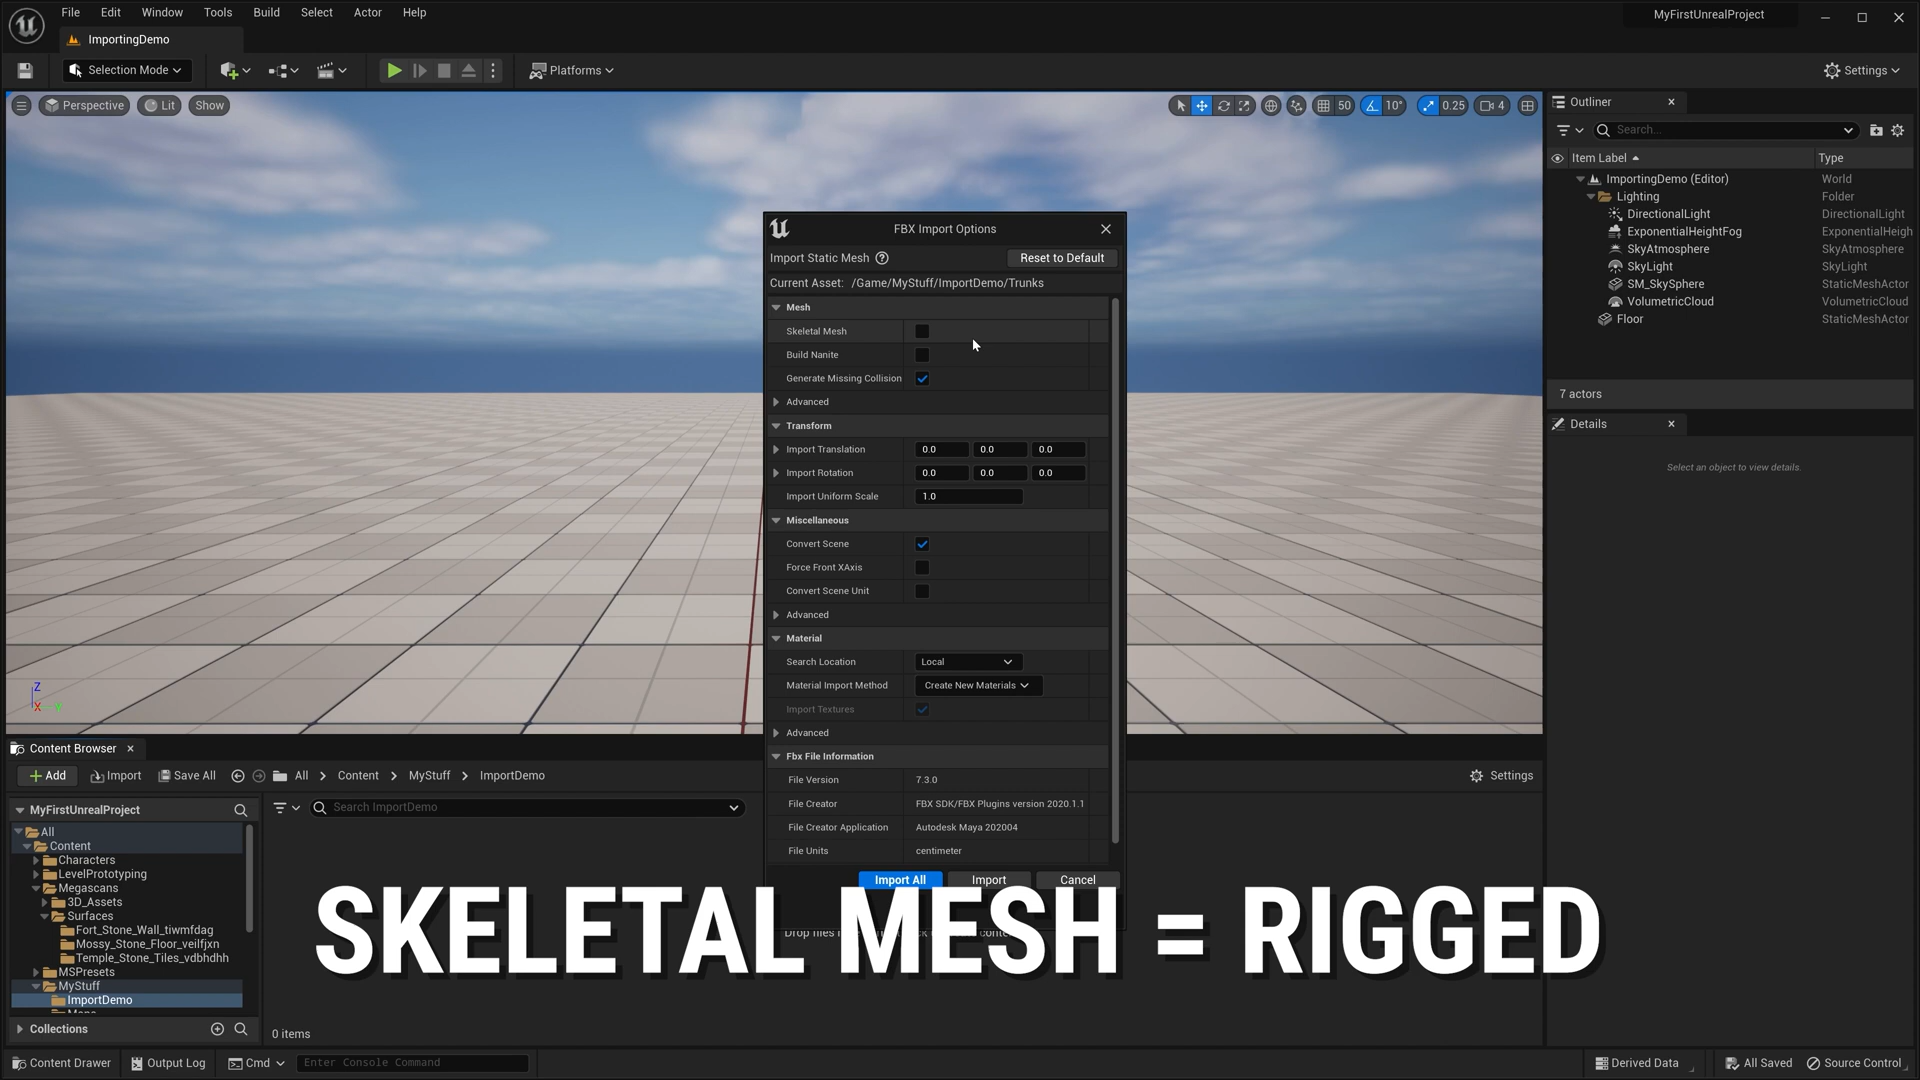 File Edit Window Tools Build Select Actor Help
MyFirstUnrealProject
ImportingDemo
Selection Mode
Platforms
Settings
Perspective Lit Show
50 10° 0.25 4
Outliner
Search...
Item Label Type
ImportingDemo (Editor) World
Lighting Folder
DirectionalLight DirectionalLight
ExponentialHeightFog ExponentialHeigh
SkyAtmosphere SkyAtmosphere
SkyLight SkyLight
SM_SkySphere StaticMeshActor
VolumetricCloud VolumetricCloud
Floor StaticMeshActor
7 actors
Details
Select an object to view details.
FBX Import Options
Import Static Mesh Reset to Default
Current Asset: /Game/MyStuff/ImportDemo/Trunks
Mesh
Skeletal Mesh
Build Nanite
Generate Missing Collision
Advanced
Transform
Import Translation 0.0 0.0 0.0
Import Rotation 0.0 0.0 0.0
Import Uniform Scale 1.0
Miscellaneous
Convert Scene
Force Front XAxis
Convert Scene Unit
Advanced
Material
Search Location Local
Material Import Method Create New Materials
Import Textures
Advanced
Fbx File Information
File Version 7.3.0
File Creator FBX SDK/FBX Plugins version 2020.1.1
File Creator Application Autodesk Maya 202004
File Units centimeter
Import All Import Cancel
Z
X Y
Content Browser
Add Import Save All All Content MyStuff ImportDemo
Settings
MyFirstUnrealProject
Search ImportDemo
All
Content
Characters
LevelPrototyping
Megascans
3D_Assets
Surfaces
Fort_Stone_Wall_tiwmfdag
Mossy_Stone_Floor_veilfjxn
Temple_Stone_Tiles_vdbhdhh
MSPresets
MyStuff
ImportDemo
Collections
Drop files
SKELETAL MESH = RIGGED
0 items
Content Drawer Output Log Cmd Enter Console Command
Derived Data All Saved Source Control